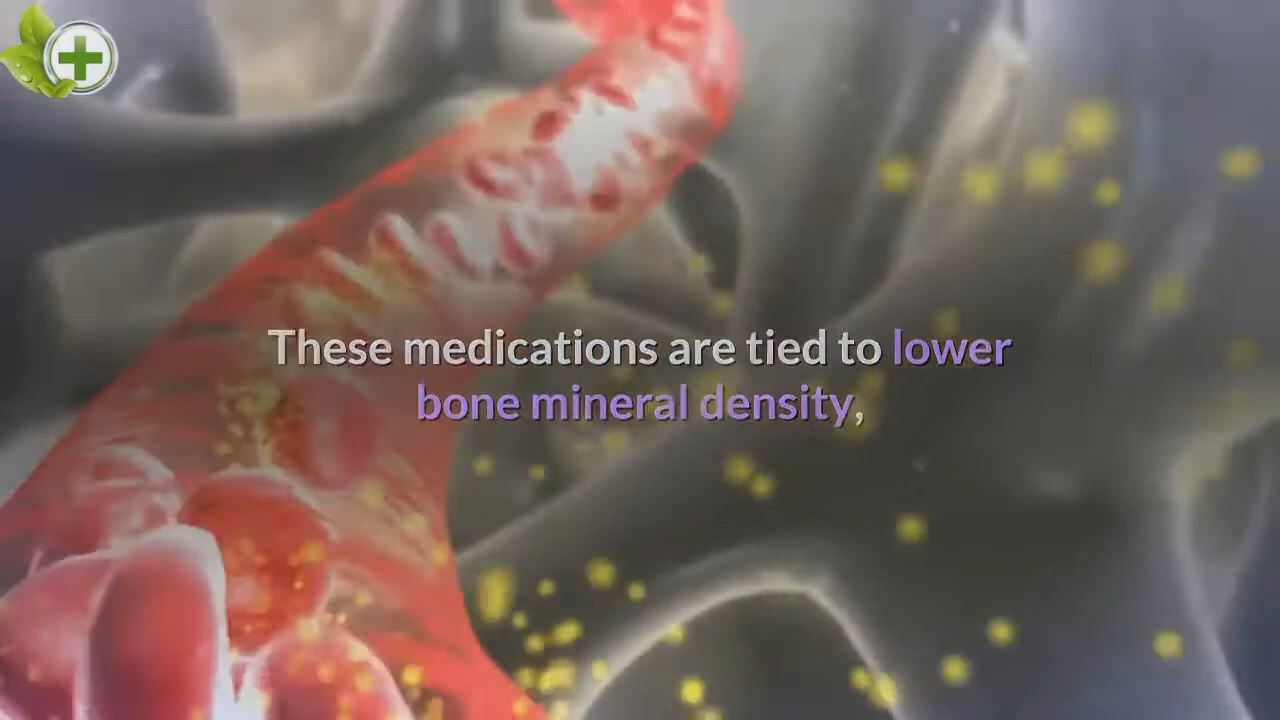 These medications are tied to lower
bone mineral density,